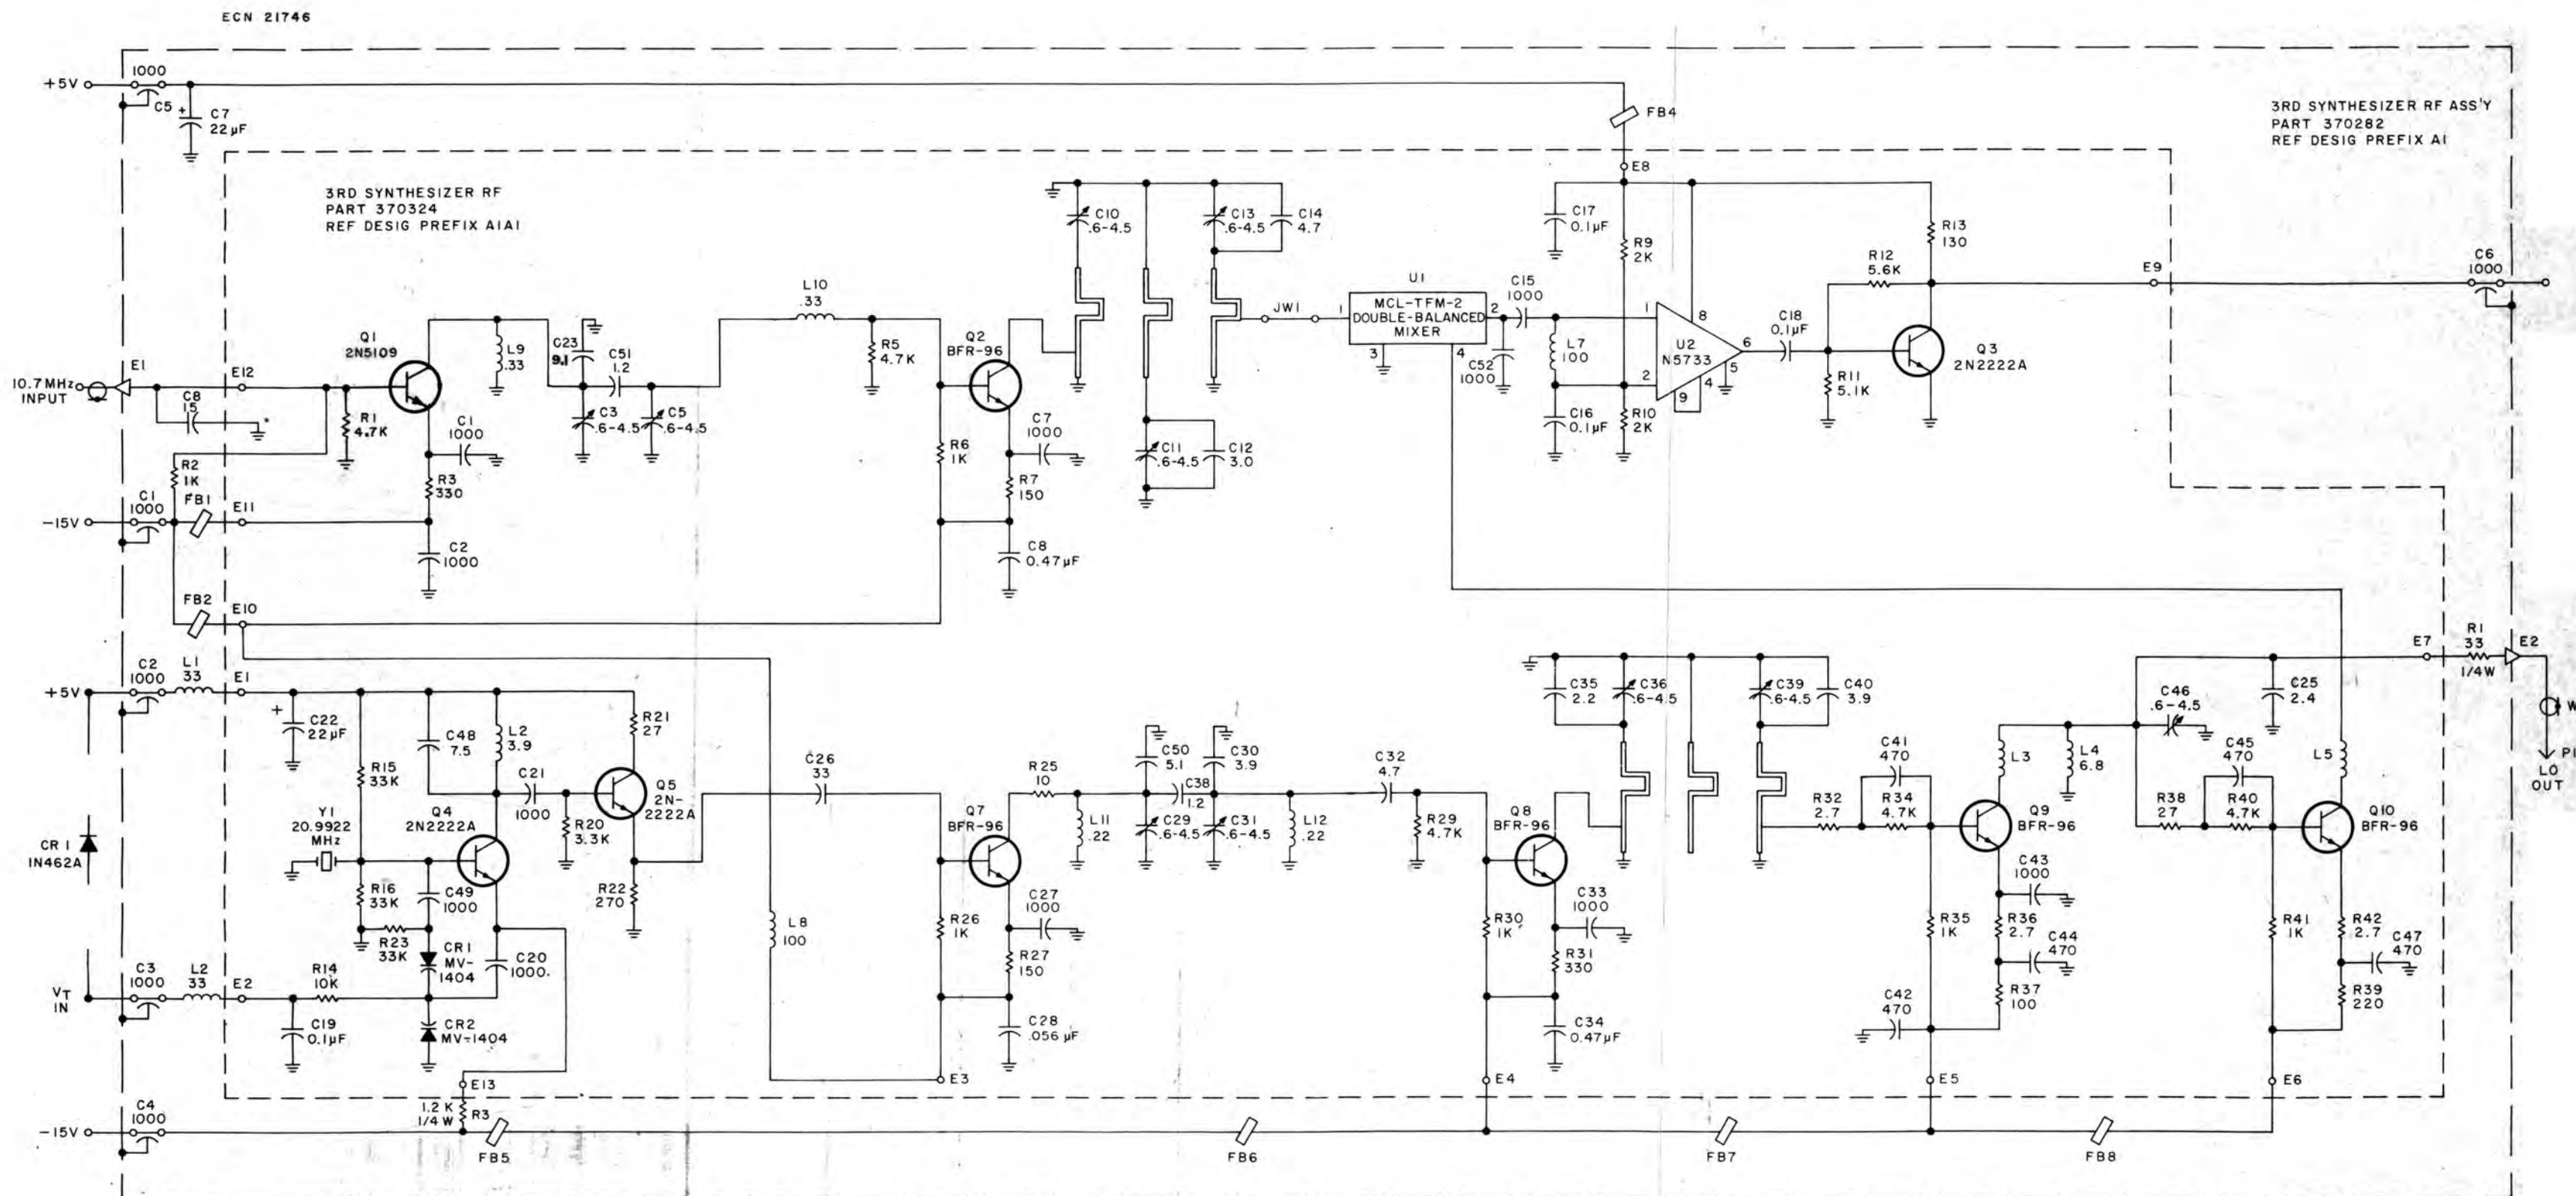 ECN 21746
+5V
1000
C5
+
C7
22µF
3RD SYNTHESIZER RF ASS'Y
PART 370282
REF DESIG PREFIX A1
FB4
E8
3RD SYNTHESIZER RF
PART 370324
REF DESIG PREFIX A1A1
C10
.6-4.5
C13
.6-4.5
C14
4.7
C17
0.1µF
R9
2K
R13
130
R12
5.6K
E9
C6
1000
L10
.33
U1
MCL-TFM-2
DOUBLE-BALANCED
MIXER
1
2
3
4
JW1
C15
1000
C52
1000
L7
100
1
2
8
6
5
4
9
U2
N5733
C18
0.1µF
Q3
2N2222A
R11
5.1K
C16
0.1µF
R10
2K
10.7MHz
INPUT
E1
C8
15
*
E12
Q1
2N5109
R1
4.7K
C1
1000
R3
330
L9
.33
C23
9.1
C51
1.2
C3
.6-4.5
C5
.6-4.5
R5
4.7K
Q2
BFR-96
R6
1K
C7
1000
R7
150
C11
.6-4.5
C12
3.0
R2
1K
C1
1000
FB1
E11
-15V
C2
1000
C8
0.47µF
FB2
E10
+5V
C2
1000
L1
33
E1
+
C22
22µF
C48
7.5
L2
3.9
R21
27
R15
33K
C21
1000
Q5
2N-
2222A
R20
3.3K
Y1
20.9922
MHz
Q4
2N2222A
CR1
1N462A
R16
33K
C49
1000
R22
270
R23
33K
CR1
MV-
1404
C20
1000.
VT
IN
C3
1000
L2
33
E2
R14
10K
C19
0.1µF
CR2
MV-1404
E13
1.2K
1/4W
R3
-15V
C4
1000
FB5
L8
100
C26
33
Q7
BFR-96
R25
10
L11
.22
C50
5.1
C38
1.2
C30
3.9
C29
.6-4.5
C31
.6-4.5
L12
.22
C32
4.7
R29
4.7K
Q8
BFR-96
R26
1K
C27
1000
R27
150
C28
.056µF
E3
R30
1K
C33
1000
R31
330
C34
0.47µF
E4
FB6
C35
2.2
C36
.6-4.5
C39
.6-4.5
C40
3.9
R32
2.7
C41
470
R34
4.7K
Q9
BFR-96
L3
L4
6.8
C46
.6-4.5
C25
2.4
C45
470
R38
27
R40
4.7K
L5
Q10
BFR-96
C43
1000
R35
1K
R36
2.7
C44
470
R37
100
C42
470
E5
R41
1K
R42
2.7
C47
470
R39
220
E6
FB7
FB8
E7
R1
33
1/4W
E2
W
P1
LO
OUT